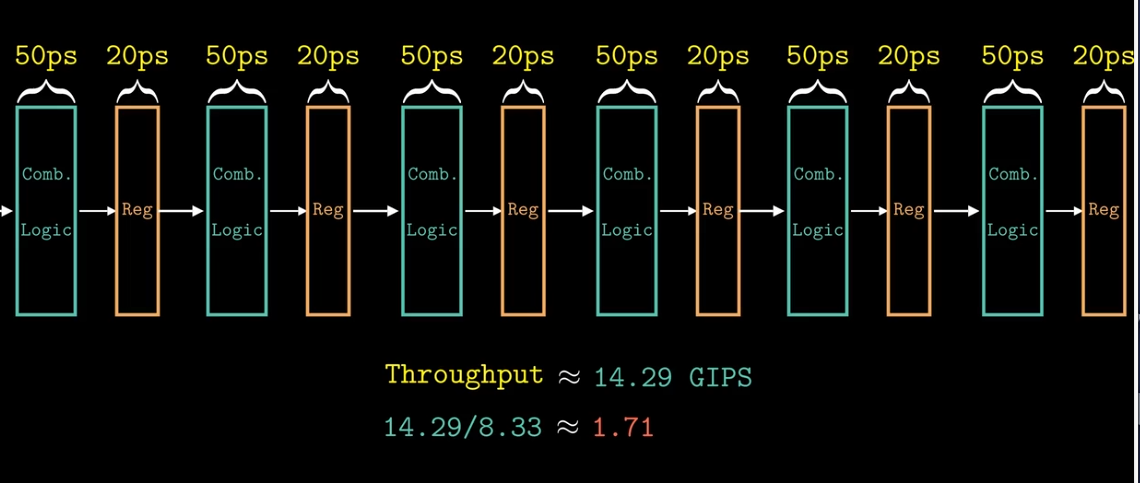 50ps 20ps 50ps 20ps 50ps 20ps 50ps 20ps 50ps 20ps 50ps 20ps
Comb. Comb. Comb. Comb. Comb. Comb.
Reg Reg Reg Reg Reg Reg
Logic Logic Logic Logic Logic Logic
Throughput ≈ 14.29 GIPS
14.29/8.33 ≈ 1.71